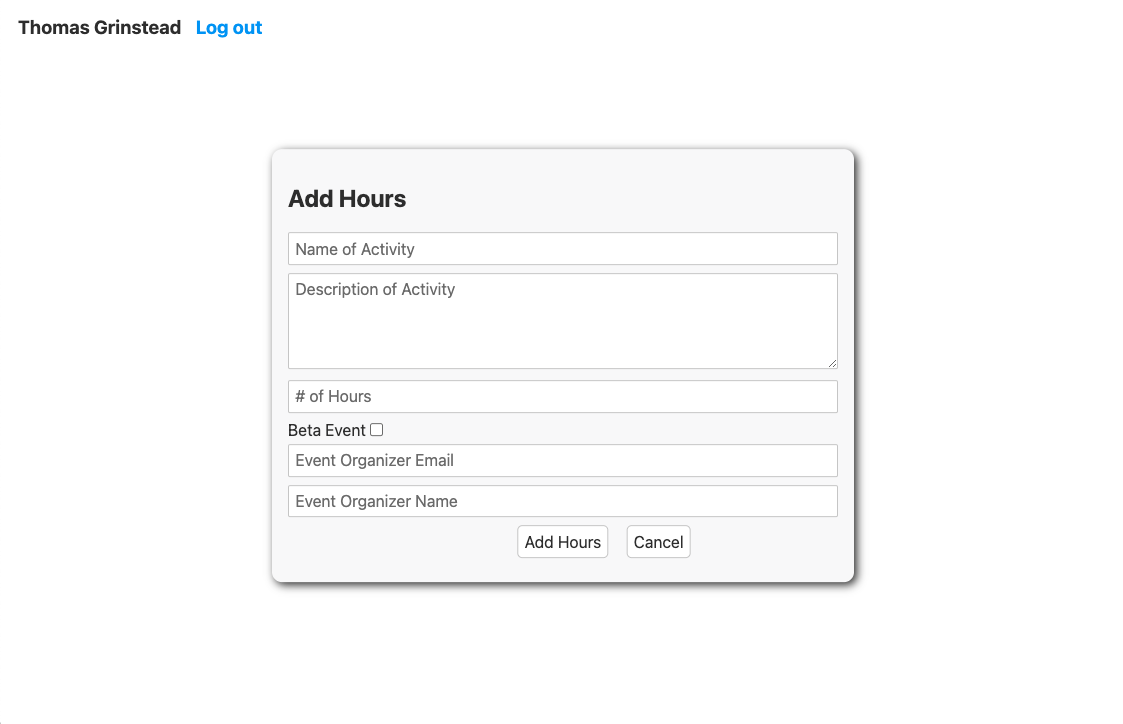 Thomas Grinstead Log out
Add Hours
Name of Activity
Description of Activity
# of Hours
Beta Event
Event Organizer Email
Event Organizer Name
Add Hours Cancel